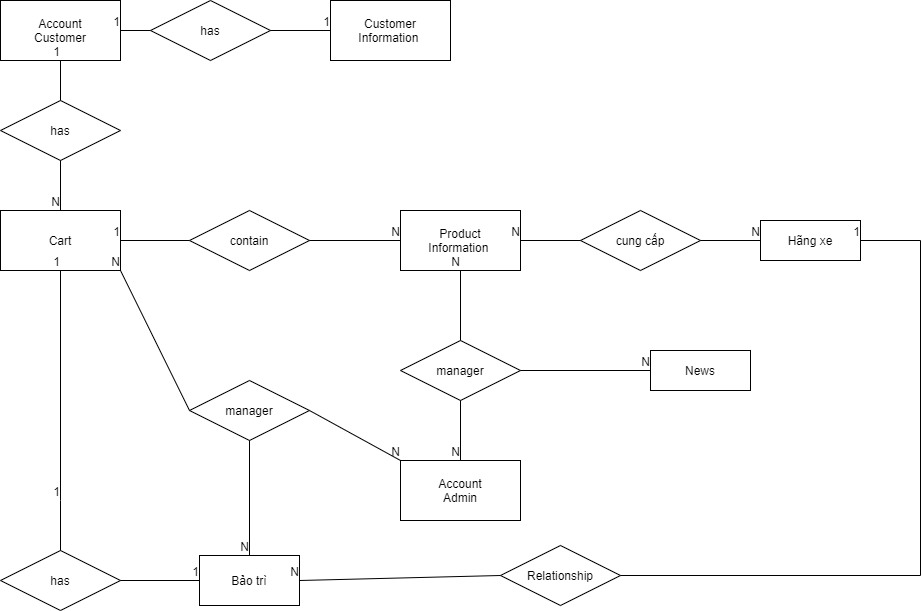 Account
Customer
1
1
has
1
Customer
Information
has
N
Cart
1
1
N
contain
N
Product
Information
N
N
cung cấp
N
Hãng xe
1
manager
N
News
manager
N
N
Account
Admin
1
has
N
1
Bảo trì
N
Relationship